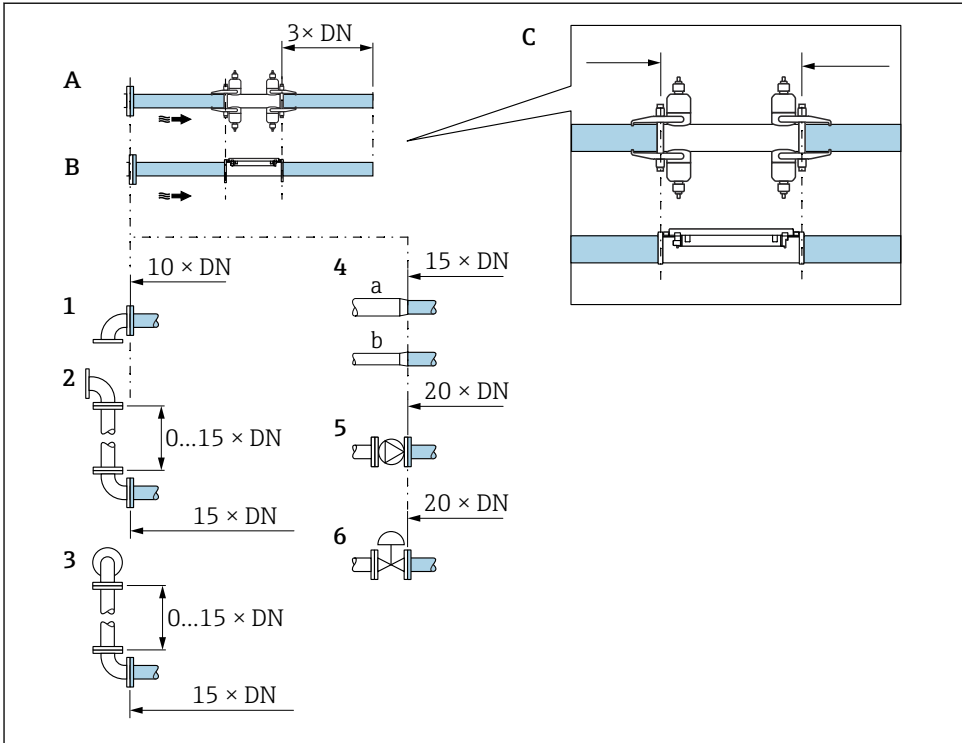 3× DN
C
A
B
10 × DN
4
15 × DN
1
a
b
2
20 × DN
0...15 × DN
5
20 × DN
15 × DN
6
3
0...15 × DN
15 × DN